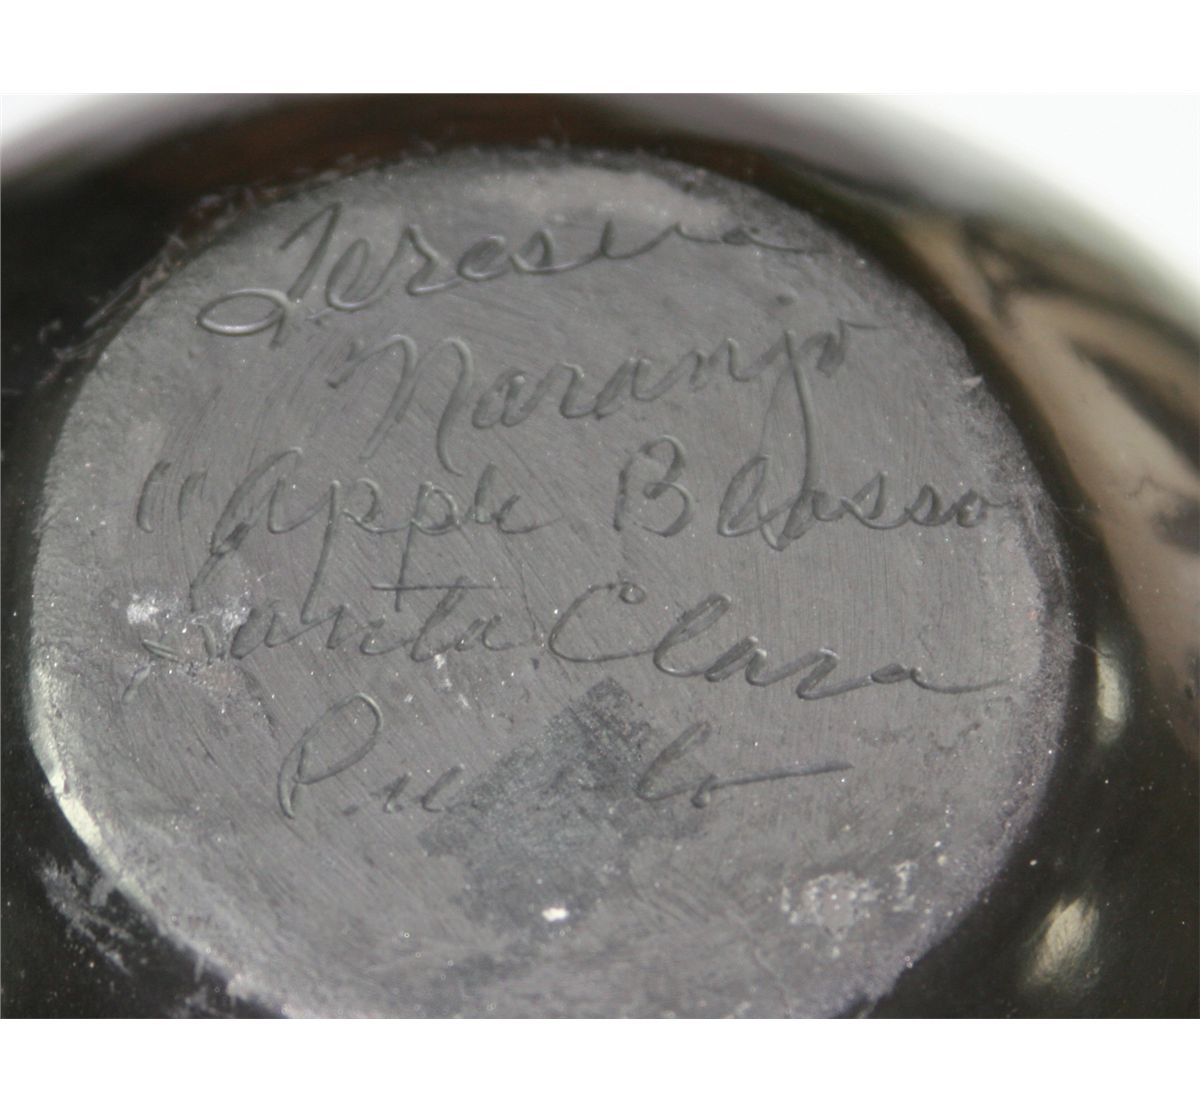 Teresita
Naranjo
"Apple Blosso
Santa Clara
Pueblo